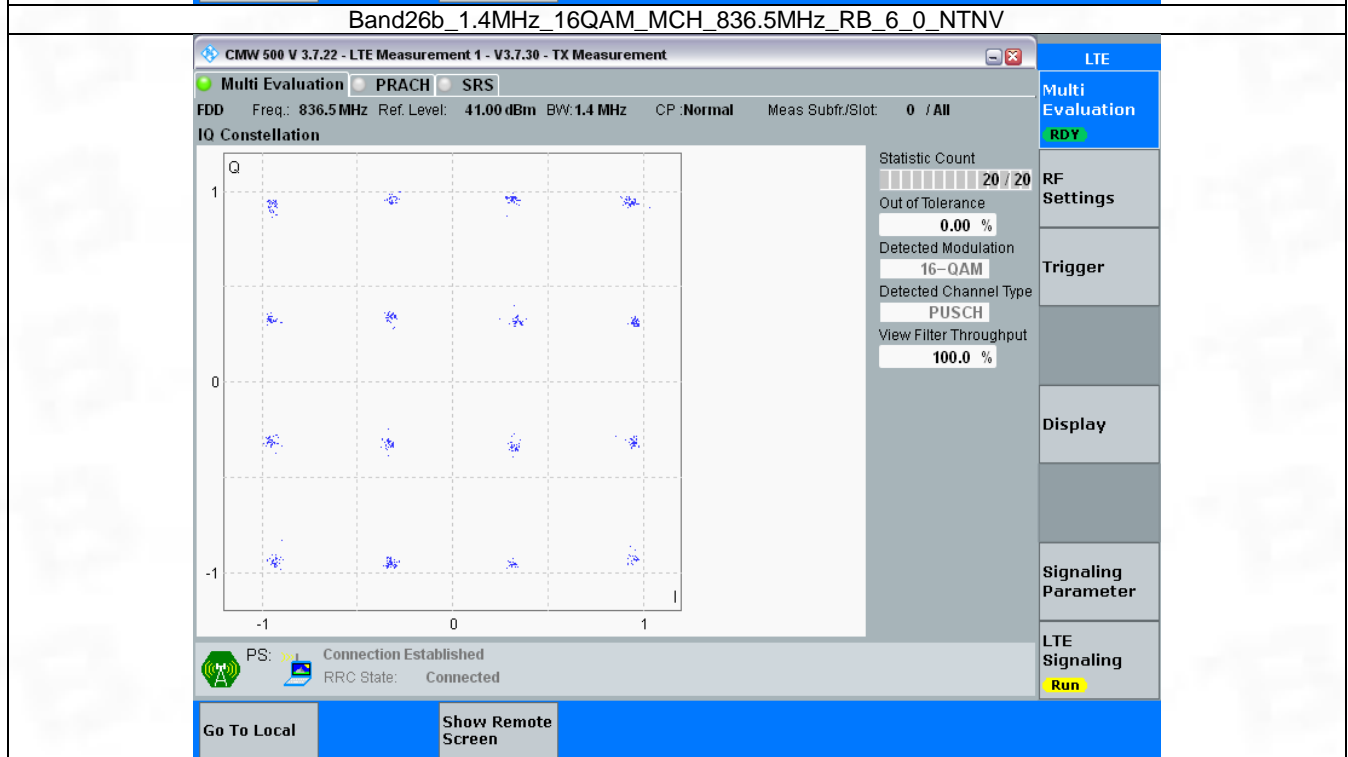 Band26b_1.4MHz_16QAM_MCH_836.5MHz_RB_6_0_NTNV
CMW 500 V 3.7.22 - LTE Measurement 1 - V3.7.30 - TX Measurement
LTE
Multi Evaluation PRACH SRS
FDD Freq.: 836.5 MHz Ref. Level: 41.00 dBm BW: 1.4 MHz CP :Normal Meas Subfr./Slot: 0 / All
IQ Constellation
Q
1
0
-1
I
-1 0 1
Statistic Count
20 / 20
Out of Tolerance
0.00 %
Detected Modulation
16-QAM
Detected Channel Type
PUSCH
View Filter Throughput
100.0 %
Multi
Evaluation
RDY
RF
Settings
Trigger
Display
Signaling
Parameter
LTE
Signaling
Run
PS: Connection Established
RRC State: Connected
Go To Local
Show Remote
Screen